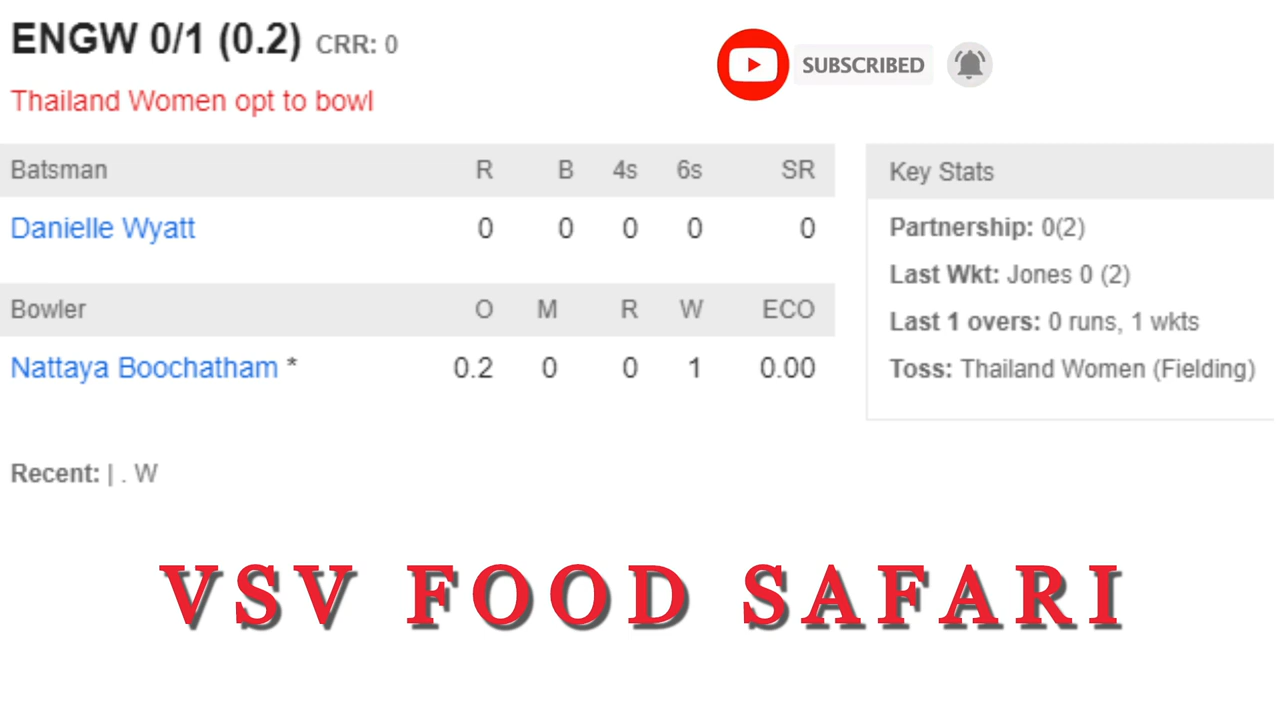 ENGW 0/1 (0.2) CRR: 0
SUBSCRIBED
Thailand Women opt to bowl
Batsman R B 4s 6s SR
Danielle Wyatt 0 0 0 0 0
Bowler O M R W ECO
Nattaya Boochatham * 0.2 0 0 1 0.00
Recent: | . W
Key Stats
Partnership: 0(2)
Last Wkt: Jones 0 (2)
Last 1 overs: 0 runs, 1 wkts
Toss: Thailand Women (Fielding)
VSV FOOD SAFARI